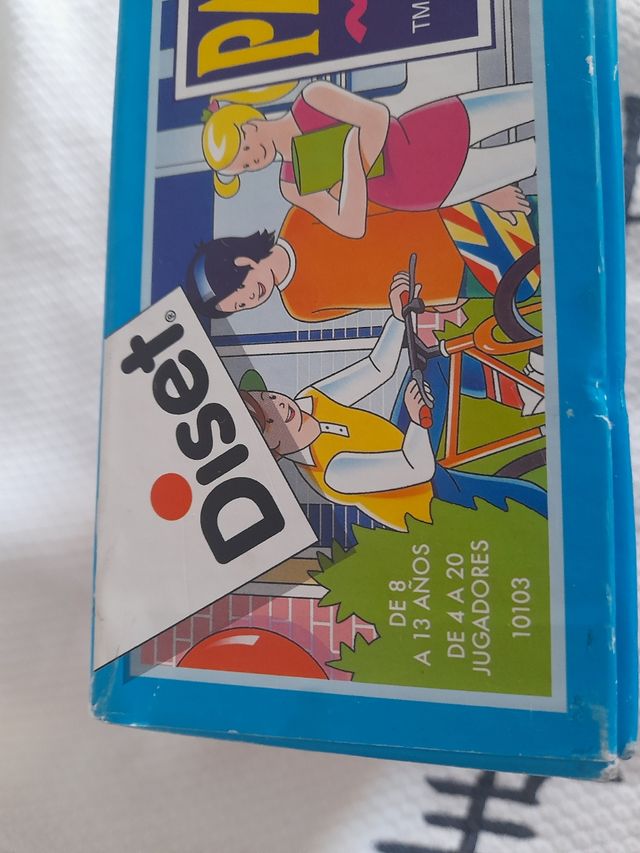 Diset®
TM
DE 8
A 13 AÑOS
DE 4 A 20
JUGADORES
10103